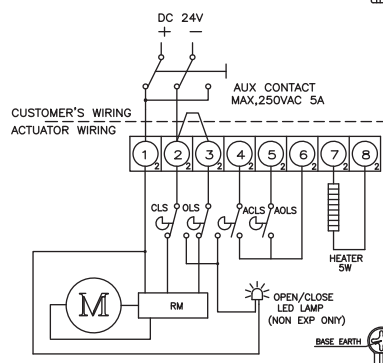 DC 24V
+ −
AUX CONTACT
MAX,250VAC 5A
CUSTOMER'S WIRING
ACTUATOR WIRING
1 2 3 4 5 6 7 8
2 2 2 2 2 2 2 2
CLS OLS ACLS AOLS
HEATER
5W
M
RM
OPEN/CLOSE
LED LAMP
(NON EXP ONlY)
BASE EARTH